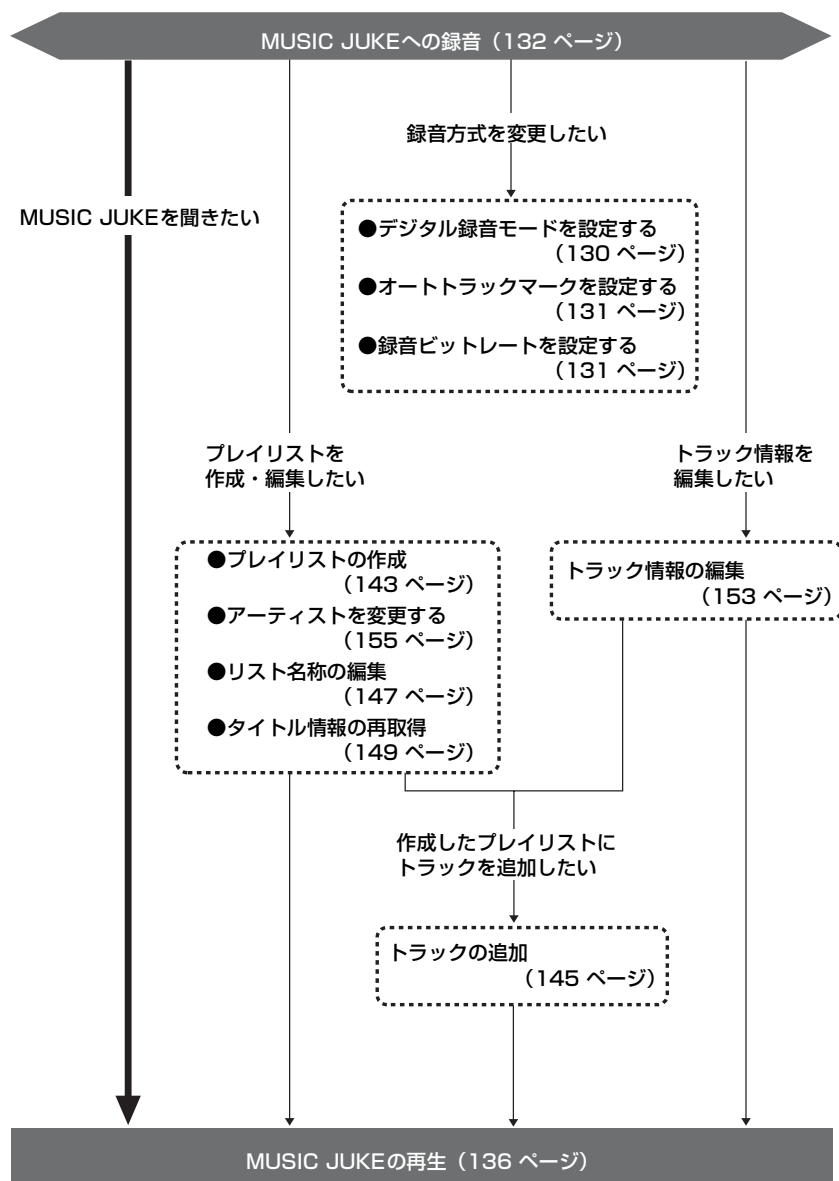 MUSIC JUKEへの録音（132 ページ）
録音方式を変更したい
MUSIC JUKEを聞きたい
●デジタル録音モードを設定する
（130 ページ）
●オートトラックマークを設定する
（131 ページ）
●録音ビットレートを設定する
（131 ページ）
プレイリストを
作成・編集したい
トラック情報を
編集したい
●プレイリストの作成
（143 ページ）
●アーティストを変更する
（155 ページ）
●リスト名称の編集
（147 ページ）
●タイトル情報の再取得
（149 ページ）
トラック情報の編集
（153 ページ）
作成したプレイリストに
トラックを追加したい
トラックの追加
（145 ページ）
MUSIC JUKEの再生（136 ページ）